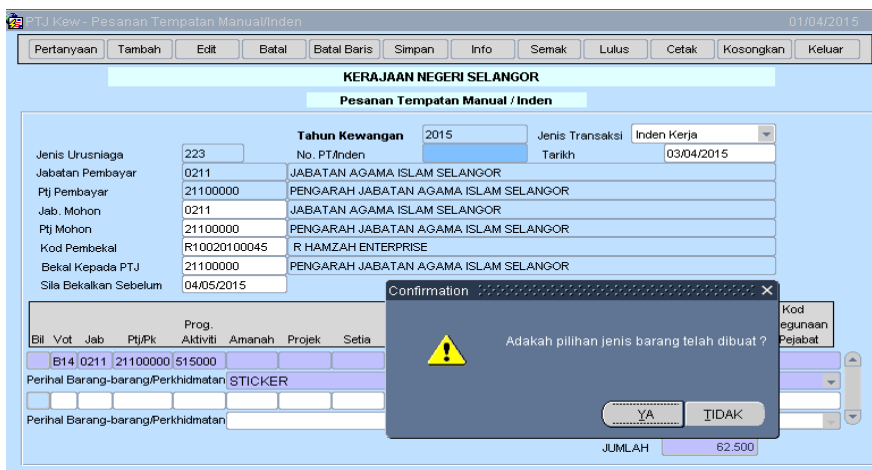 PTJ Kew - Pesanan Tempatan Manual/Inden 01/04/2015
Pertanyaan Tambah Edit Batal Batal Baris Simpan Info Semak Lulus Cetak Kosongkan Keluar
KERAJAAN NEGERI SELANGOR
Pesanan Tempatan Manual / Inden
Tahun Kewangan 2015 Jenis Transaksi Inden Kerja
Jenis Urusniaga 223 No. PT/Inden Tarikh 03/04/2015
Jabatan Pembayar 0211 JABATAN AGAMA ISLAM SELANGOR
Ptj Pembayar 21100000 PENGARAH JABATAN AGAMA ISLAM SELANGOR
Jab. Mohon 0211 JABATAN AGAMA ISLAM SELANGOR
Ptj Mohon 21100000 PENGARAH JABATAN AGAMA ISLAM SELANGOR
Kod Pembekal R10020100045 R HAMZAH ENTERPRISE
Bekal Kepada PTJ 21100000 PENGARAH JABATAN AGAMA ISLAM SELANGOR
Sila Bekalkan Sebelum 04/05/2015
Confirmation
Adakah pilihan jenis barang telah dibuat ?
YA TIDAK
Kod
egunaan
Pejabat
Prog.
Bil Vot Jab Ptj/Pk Aktiviti Amanah Projek Setia
B14 0211 21100000 515000
Perihal Barang-barang/Perkhidmatan STICKER
Perihal Barang-barang/Perkhidmatan
JUMLAH 62.500